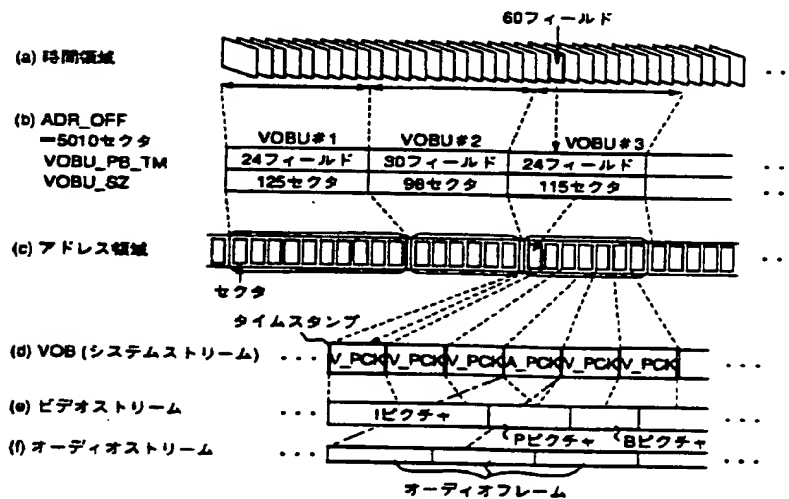 60フィールド
(a) 時間領域
(b) ADR_OFF
=5010セクタ
VOBU_PB_TM
VOBU_SZ
VOBU#1 VOBU#2 VOBU#3
24フィールド 30フィールド 24フィールド
125セクタ 98セクタ 115セクタ
(c) アドレス領域
セクタ
タイムスタンプ
(d) VOB (システムストリーム) ... V_PCK V_PCK V_PCK A_PCK V_PCK V_PCK ...
(e) ビデオストリーム ... Iピクチャ ...
Pピクチャ Bピクチャ
(f) オーディオストリーム ... ...
オーディオフレーム